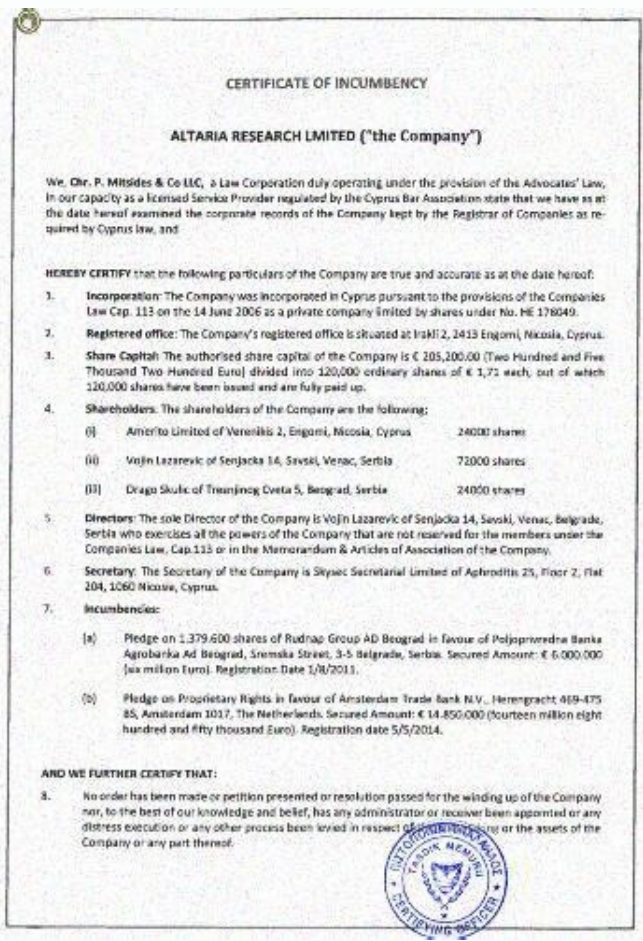 CERTIFICATE OF INCUMBENCY
ALTARIA RESEARCH LMITED ("the Company")
We, Chr. P. Mitsides & Co LLC, a Law Corporation duly operating under the provision of the Advocates' Law,
in our capacity as a licensed Service Provider regulated by the Cyprus Bar Association state that we have as at
the date hereof examined the corporate records of the Company kept by the Registrar of Companies as re-
quired by Cyprus law, and
HEREBY CERTIFY that the following particulars of the Company are true and accurate as at the date hereof:
1. Incorporation: The Company was incorporated in Cyprus pursuant to the provisions of the Companies
Law Cap. 113 on the 14 June 2006 as a private company limited by shares under No. HE 178049.
2. Registered office: The Company's registered office is situated at Irakli 2, 2413 Engomi, Nicosia, Cyprus.
3. Share Capital: The authorised share capital of the Company is € 205,200.00 (Two Hundred and Five
Thousand Two Hundred Euro) divided into 120,000 ordinary shares of € 1,71 each, out of which
120,000 shares have been issued and are fully paid up.
4. Shareholders: The shareholders of the Company are the following:
(i) Amerito Limited of Verenikis 2, Engomi, Nicosia, Cyprus 24000 shares
(ii) Vojin Lazarevic of Senjacka 14, Savski, Venac, Serbia 72000 shares
(iii) Drago Skulic of Tresnjinog Cveta 5, Beograd, Serbia 24000 shares
5. Directors: The sole Director of the Company is Vojin Lazarevic of Senjacka 14, Savski, Venac, Belgrade,
Serbia who exercises all the powers of the Company that are not reserved for the members under the
Companies Law, Cap.113 or in the Memorandum & Articles of Association of the Company.
6. Secretary: The Secretary of the Company is Skysec Secretarial Limited of Aphroditis 25, Floor 2, Flat
204, 1060 Nicosia, Cyprus.
7. Incumbencies:
(a) Pledge on 1.379.600 shares of Rudnap Group AD Beograd in favour of Poljoprivredna Banka
Agrobanka Ad Beograd, Sremska Street, 3-5 Belgrade, Serbia. Secured Amount: € 6.000.000
(six million Euro). Registration Date 1/8/2011.
(b) Pledge on Proprietary Rights in favour of Amsterdam Trade Bank N.V., Herengracht 469-475
BS, Amsterdam 1017, The Netherlands. Secured Amount: € 14.850.000 (fourteen million eight
hundred and fifty thousand Euro). Registration date 5/5/2014.
AND WE FURTHER CERTIFY THAT:
8. No order has been made or petition presented or resolution passed for the winding up of the Company
nor, to the best of our knowledge and belief, has any administrator or receiver been appointed or any
distress execution or any other process been levied in respect of or the assets of the
Company or any part thereof.
TASDIK MEMURU
CERTIFYING OFFICER